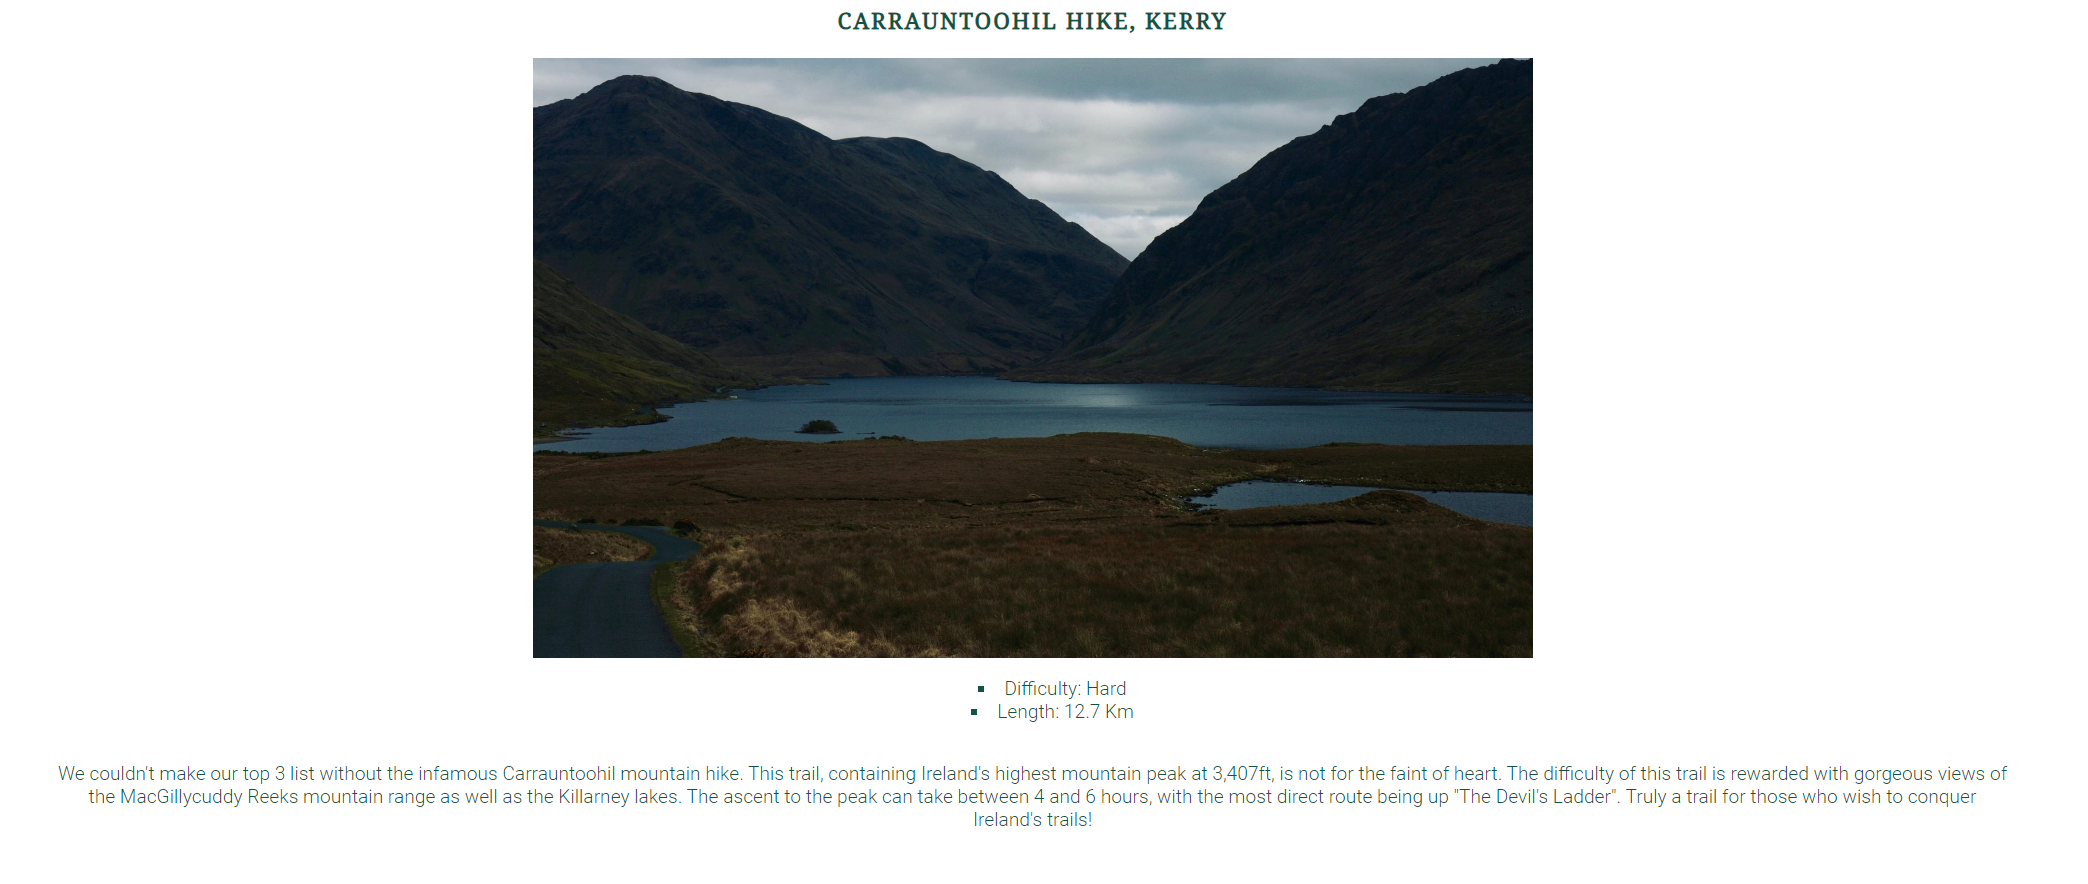 CARRAUNTOOHIL HIKE, KERRY
Difficulty: Hard
Length: 12.7 Km
We couldn't make our top 3 list without the infamous Carrauntoohil mountain hike. This trail, containing Ireland's highest mountain peak at 3,407ft, is not for the faint of heart. The difficulty of this trail is rewarded with gorgeous views of
the MacGillycuddy Reeks mountain range as well as the Killarney lakes. The ascent to the peak can take between 4 and 6 hours, with the most direct route being up "The Devil's Ladder". Truly a trail for those who wish to conquer
Ireland's trails!